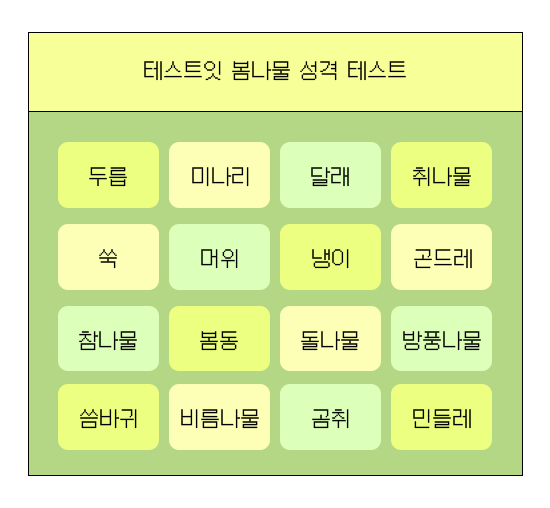 테스트잇 봄나물 성격 테스트
두릅 미나리 달래 취나물
쑥 머위 냉이 곤드레
참나물 봄동 돌나물 방풍나물
씀바귀 비름나물 곰취 민들레